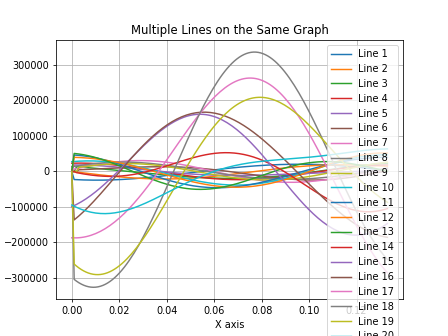 Multiple Lines on the Same Graph
300000
200000
100000
0
−100000
−200000
−300000
0.00
0.02
0.04
0.06
0.08
0.10
X axis
Line 1
Line 2
Line 3
Line 4
Line 5
Line 6
Line 7
Line 8
Line 9
Line 10
Line 11
Line 12
Line 13
Line 14
Line 15
Line 16
Line 17
Line 18
Line 19
Line 20